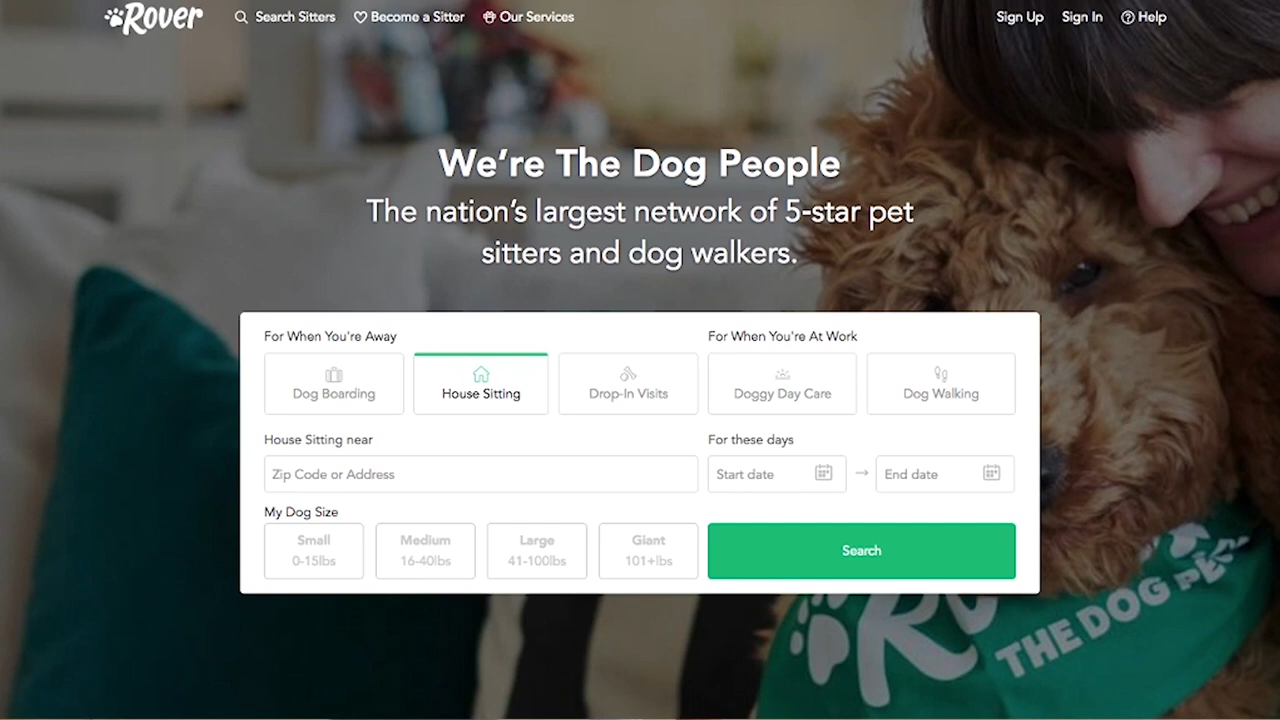 Rover
Search Sitters
Become a Sitter
Our Services
Sign Up
Sign In
Help
We're The Dog People
The nation's largest network of 5-star pet
sitters and dog walkers.
For When You're Away
For When You're At Work
Dog Boarding
House Sitting
Drop-In Visits
Doggy Day Care
Dog Walking
House Sitting near
For these days
Zip Code or Address
Start date
→
End date
My Dog Size
Small
0-15lbs
Medium
16-40lbs
Large
41-100lbs
Giant
101+lbs
Search
THE DOG